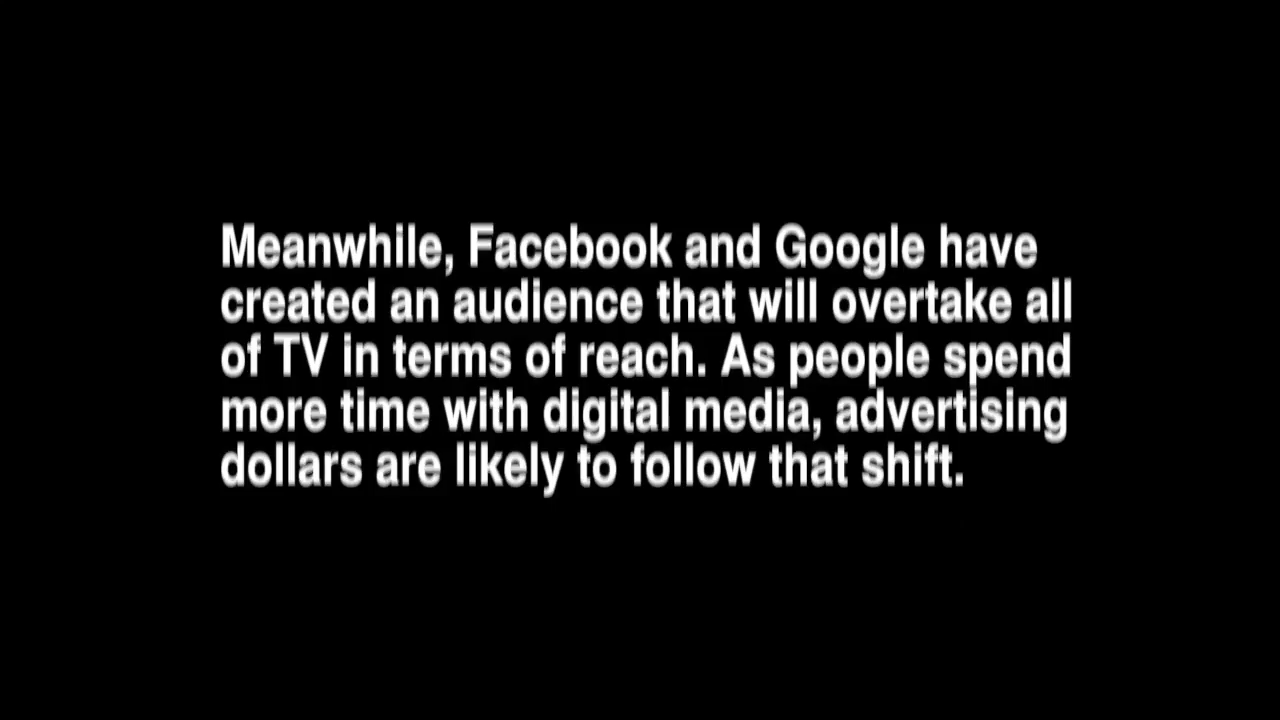 Meanwhile, Facebook and Google have
created an audience that will overtake all
of TV in terms of reach. As people spend
more time with digital media, advertising
dollars are likely to follow that shift.